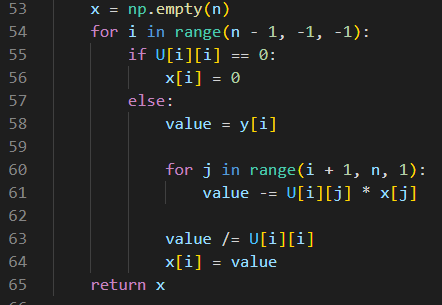 53 x = np.empty(n)
54 for i in range(n - 1, -1, -1):
55 if U[i][i] == 0:
56 x[i] = 0
57 else:
58 value = y[i]
59
60 for j in range(i + 1, n, 1):
61 value -= U[i][j] * x[j]
62
63 value /= U[i][i]
64 x[i] = value
65 return x